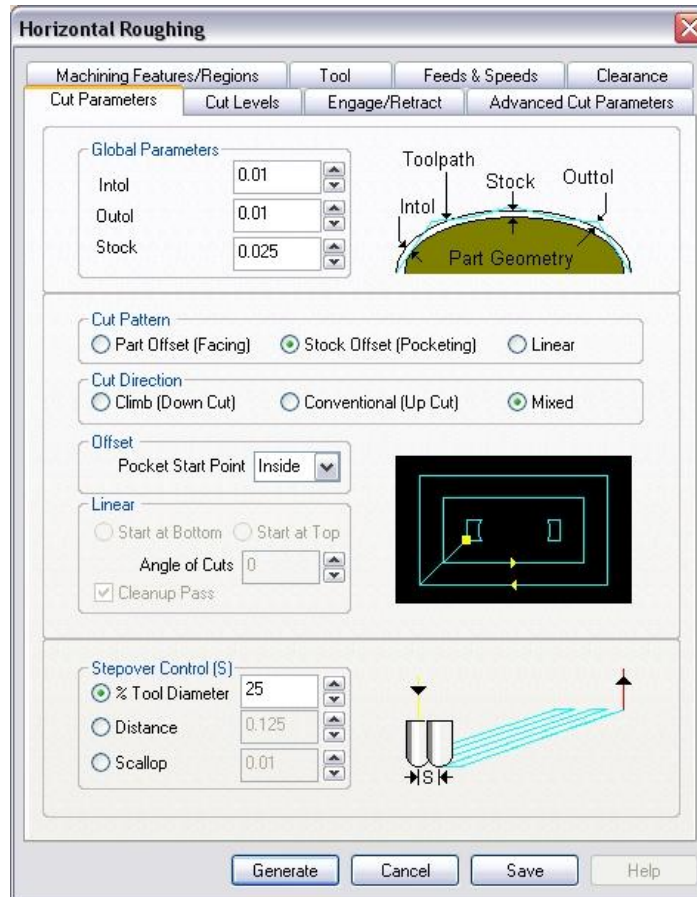 Horizontal Roughing
Machining Features/Regions Tool Feeds & Speeds Clearance
Cut Parameters Cut Levels Engage/Retract Advanced Cut Parameters
Global Parameters
Intol 0.01
Outol 0.01
Stock 0.025
Toolpath
Stock Outtol
Intol
Part Geometry
Cut Pattern
Part Offset (Facing) Stock Offset (Pocketing) Linear
Cut Direction
Climb (Down Cut) Conventional (Up Cut) Mixed
Offset
Pocket Start Point Inside
Linear
Start at Bottom Start at Top
Angle of Cuts 0
Cleanup Pass
Stepover Control (S)
% Tool Diameter 25
Distance 0.125
Scallop 0.01
S
Generate Cancel Save Help